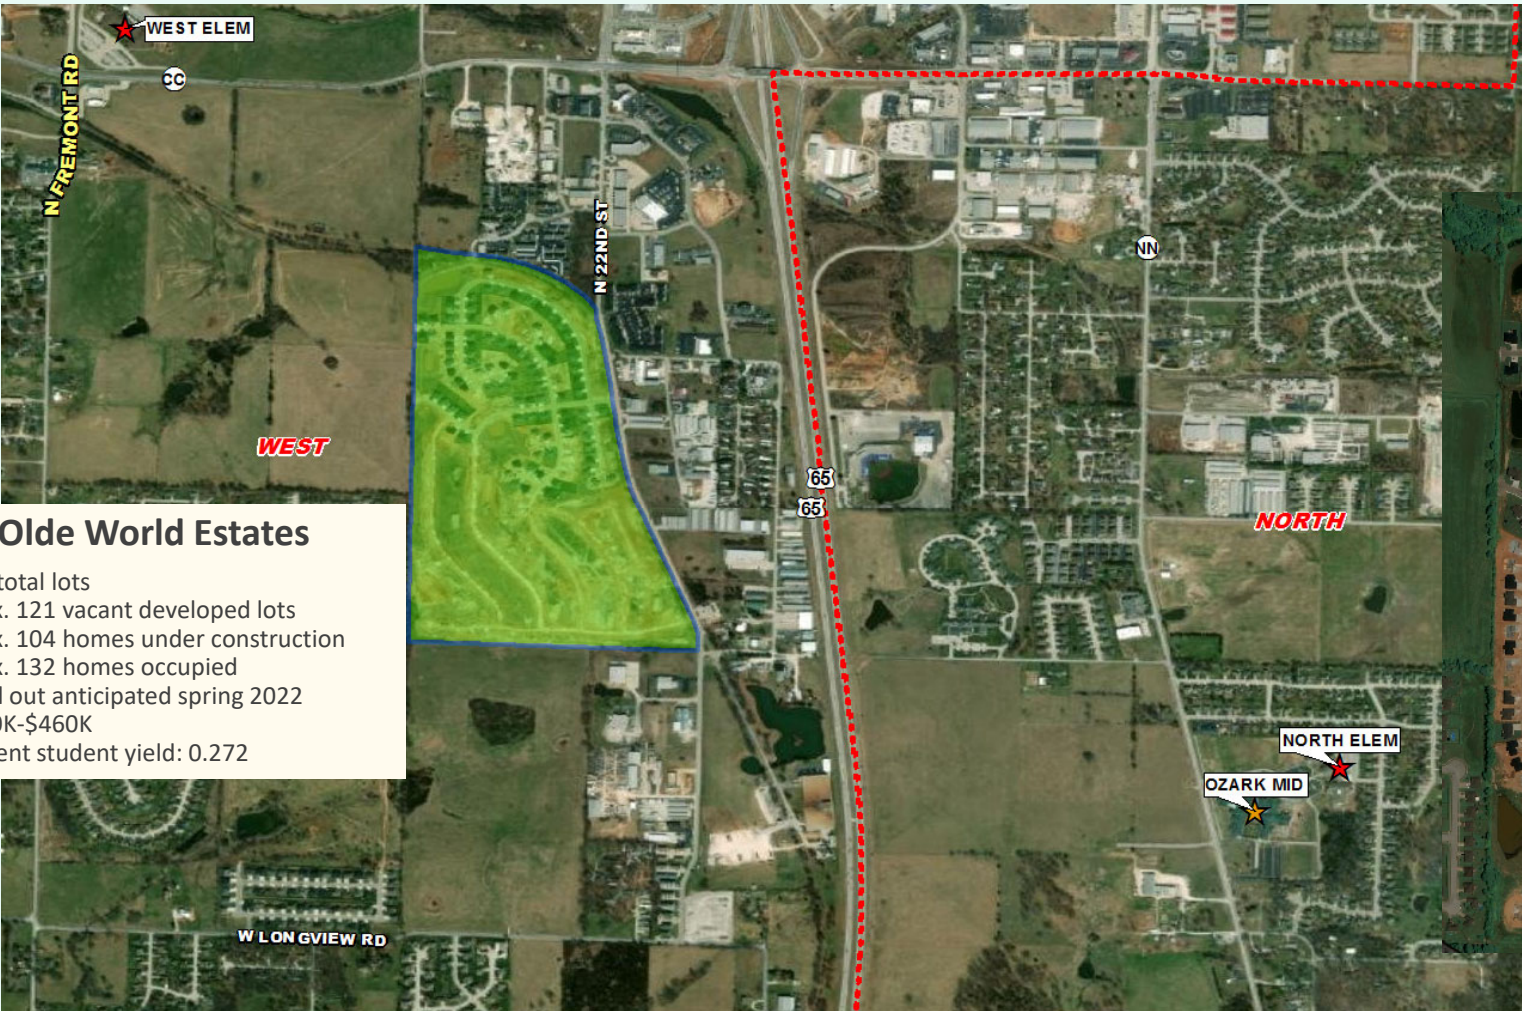 WEST ELEM
CC
N FREMONT RD
N 22ND ST
NN
WEST
65
65
NORTH
Olde World Estates
total lots
x. 121 vacant developed lots
x. 104 homes under construction
x. 132 homes occupied
out anticipated spring 2022
0K-$460K
ent student yield: 0.272
NORTH ELEM
OZARK MID
W LONGVIEW RD